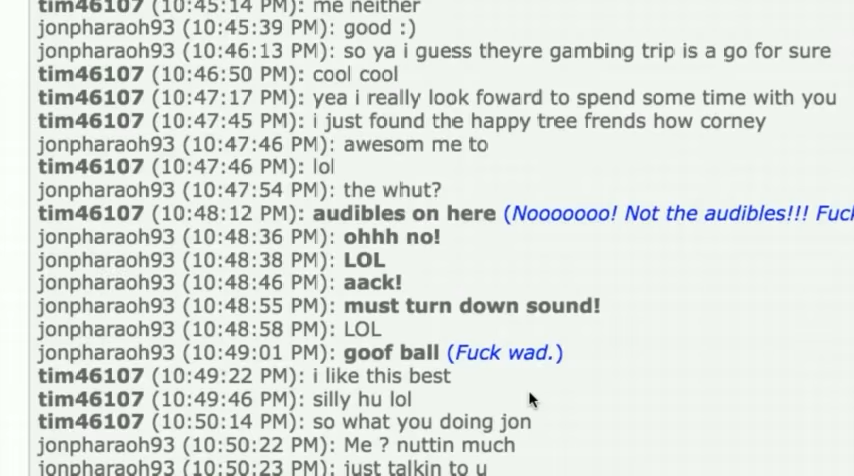 tim46107 (10:45:14 PM): me neither
jonpharaoh93 (10:45:39 PM): good :)
jonpharaoh93 (10:46:13 PM): so ya i guess theyre gambing trip is a go for sure
tim46107 (10:46:50 PM): cool cool
tim46107 (10:47:17 PM): yea i really look foward to spend some time with you
tim46107 (10:47:45 PM): i just found the happy tree frends how corney
jonpharaoh93 (10:47:46 PM): awesom me to
tim46107 (10:47:46 PM): lol
jonpharaoh93 (10:47:54 PM): the whut?
tim46107 (10:48:12 PM): audibles on here (Nooooooo! Not the audibles!!! Fuc
jonpharaoh93 (10:48:36 PM): ohhh no!
jonpharaoh93 (10:48:38 PM): LOL
jonpharaoh93 (10:48:46 PM): aack!
jonpharaoh93 (10:48:55 PM): must turn down sound!
jonpharaoh93 (10:48:58 PM): LOL
jonpharaoh93 (10:49:01 PM): goof ball (Fuck wad.)
tim46107 (10:49:22 PM): i like this best
tim46107 (10:49:46 PM): silly hu lol
tim46107 (10:50:14 PM): so what you doing jon
jonpharaoh93 (10:50:22 PM): Me ? nuttin much
jonpharaoh93 (10:50:23 PM): just talkin to u